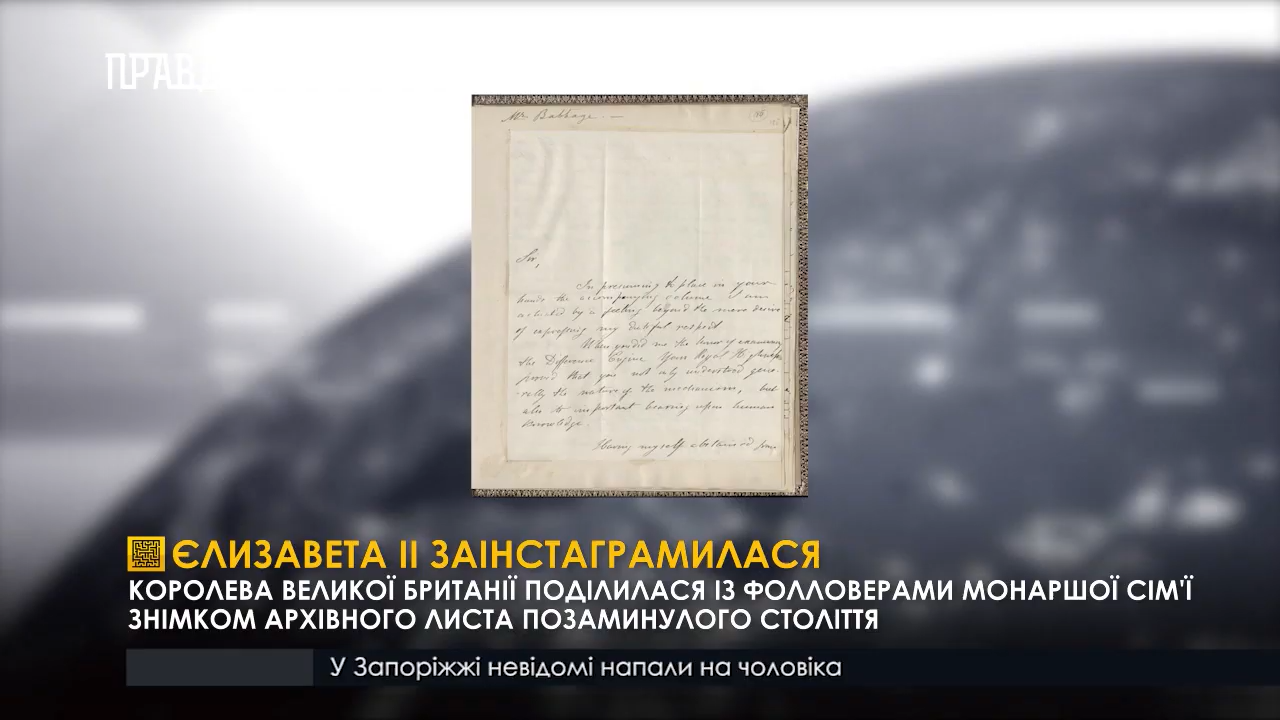 ПРАВД
Mr. Babbage. —
Sir,
In presuming to place in your
hands the accompanying volume I am
actuated by a feeling beyond the mere desire
of expressing my dutiful respect
When you did me the honor of examining
the Difference Engine Your Royal Highness
proved that you not only understood gene-
rally the nature of the mechanism, but
also its important bearing upon human
knowledge.
Having myself abstained from
ЄЛИЗАВЕТА ІІ ЗАІНСТАГРАМИЛАСЯ
КОРОЛЕВА ВЕЛИКОЇ БРИТАНІЇ ПОДІЛИЛАСЯ ІЗ ФОЛЛОВЕРАМИ МОНАРШОЇ СІМ'Ї
ЗНІМКОМ АРХІВНОГО ЛИСТА ПОЗАМИНУЛОГО СТОЛІТТЯ
У Запоріжжі невідомі напали на чоловіка